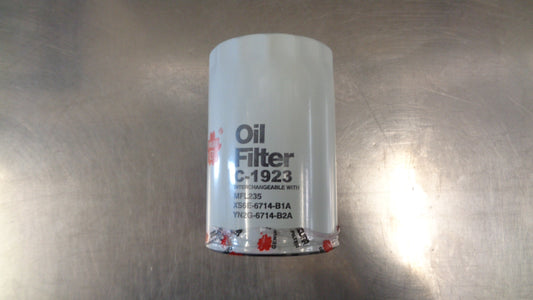 Oil
Filter
C-1923
INTERCHANGEABLE WITH
MFL235
XS6E-6714-B1A
YN2G-6714-B2A